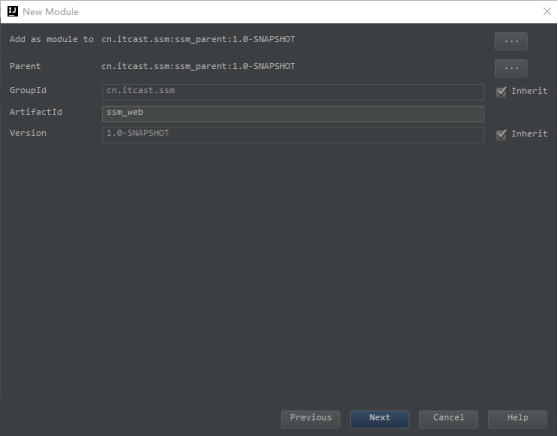 New Module
Add as module to cn.itcast.ssm:ssm_parent:1.0-SNAPSHOT ...
Parent cn.itcast.ssm:ssm_parent:1.0-SNAPSHOT ...
GroupId cn.itcast.ssm Inherit
ArtifactId ssm_web
Version 1.0-SNAPSHOT Inherit
Previous Next Cancel Help